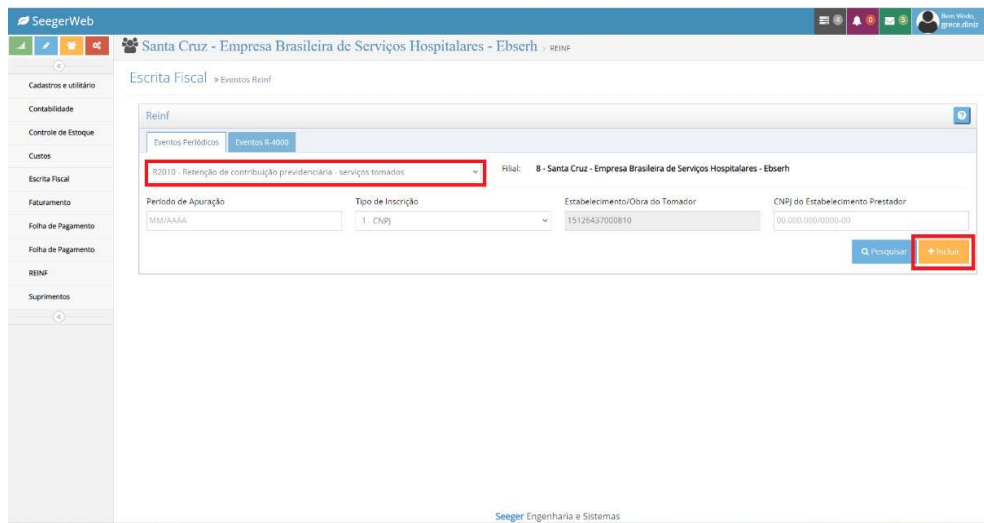 SeegerWeb
4
0
5
Bem Vindo,
grece.diniz
Santa Cruz - Empresa Brasileira de Serviços Hospitalares - Ebserh > REINF
Cadastros e utilitário
Contabilidade
Controle de Estoque
Custos
Escrita Fiscal
Faturamento
Folha de Pagamento
Folha de Pagamento
REINF
Suprimentos
Escrita Fiscal » Eventos Reinf
Reinf
Eventos Periódicos Eventos R-4000
R2010 - Retenção de contribuição previdenciária - serviços tomados
Filial: 8 - Santa Cruz - Empresa Brasileira de Serviços Hospitalares - Ebserh
Período de Apuração Tipo de Inscrição Estabelecimento/Obra do Tomador CNPJ do Estabelecimento Prestador
MM/AAAA 1 - CNPJ 15126437000810 00.000.000/0000-00
Pesquisar + Incluir
Seeger Engenharia e Sistemas